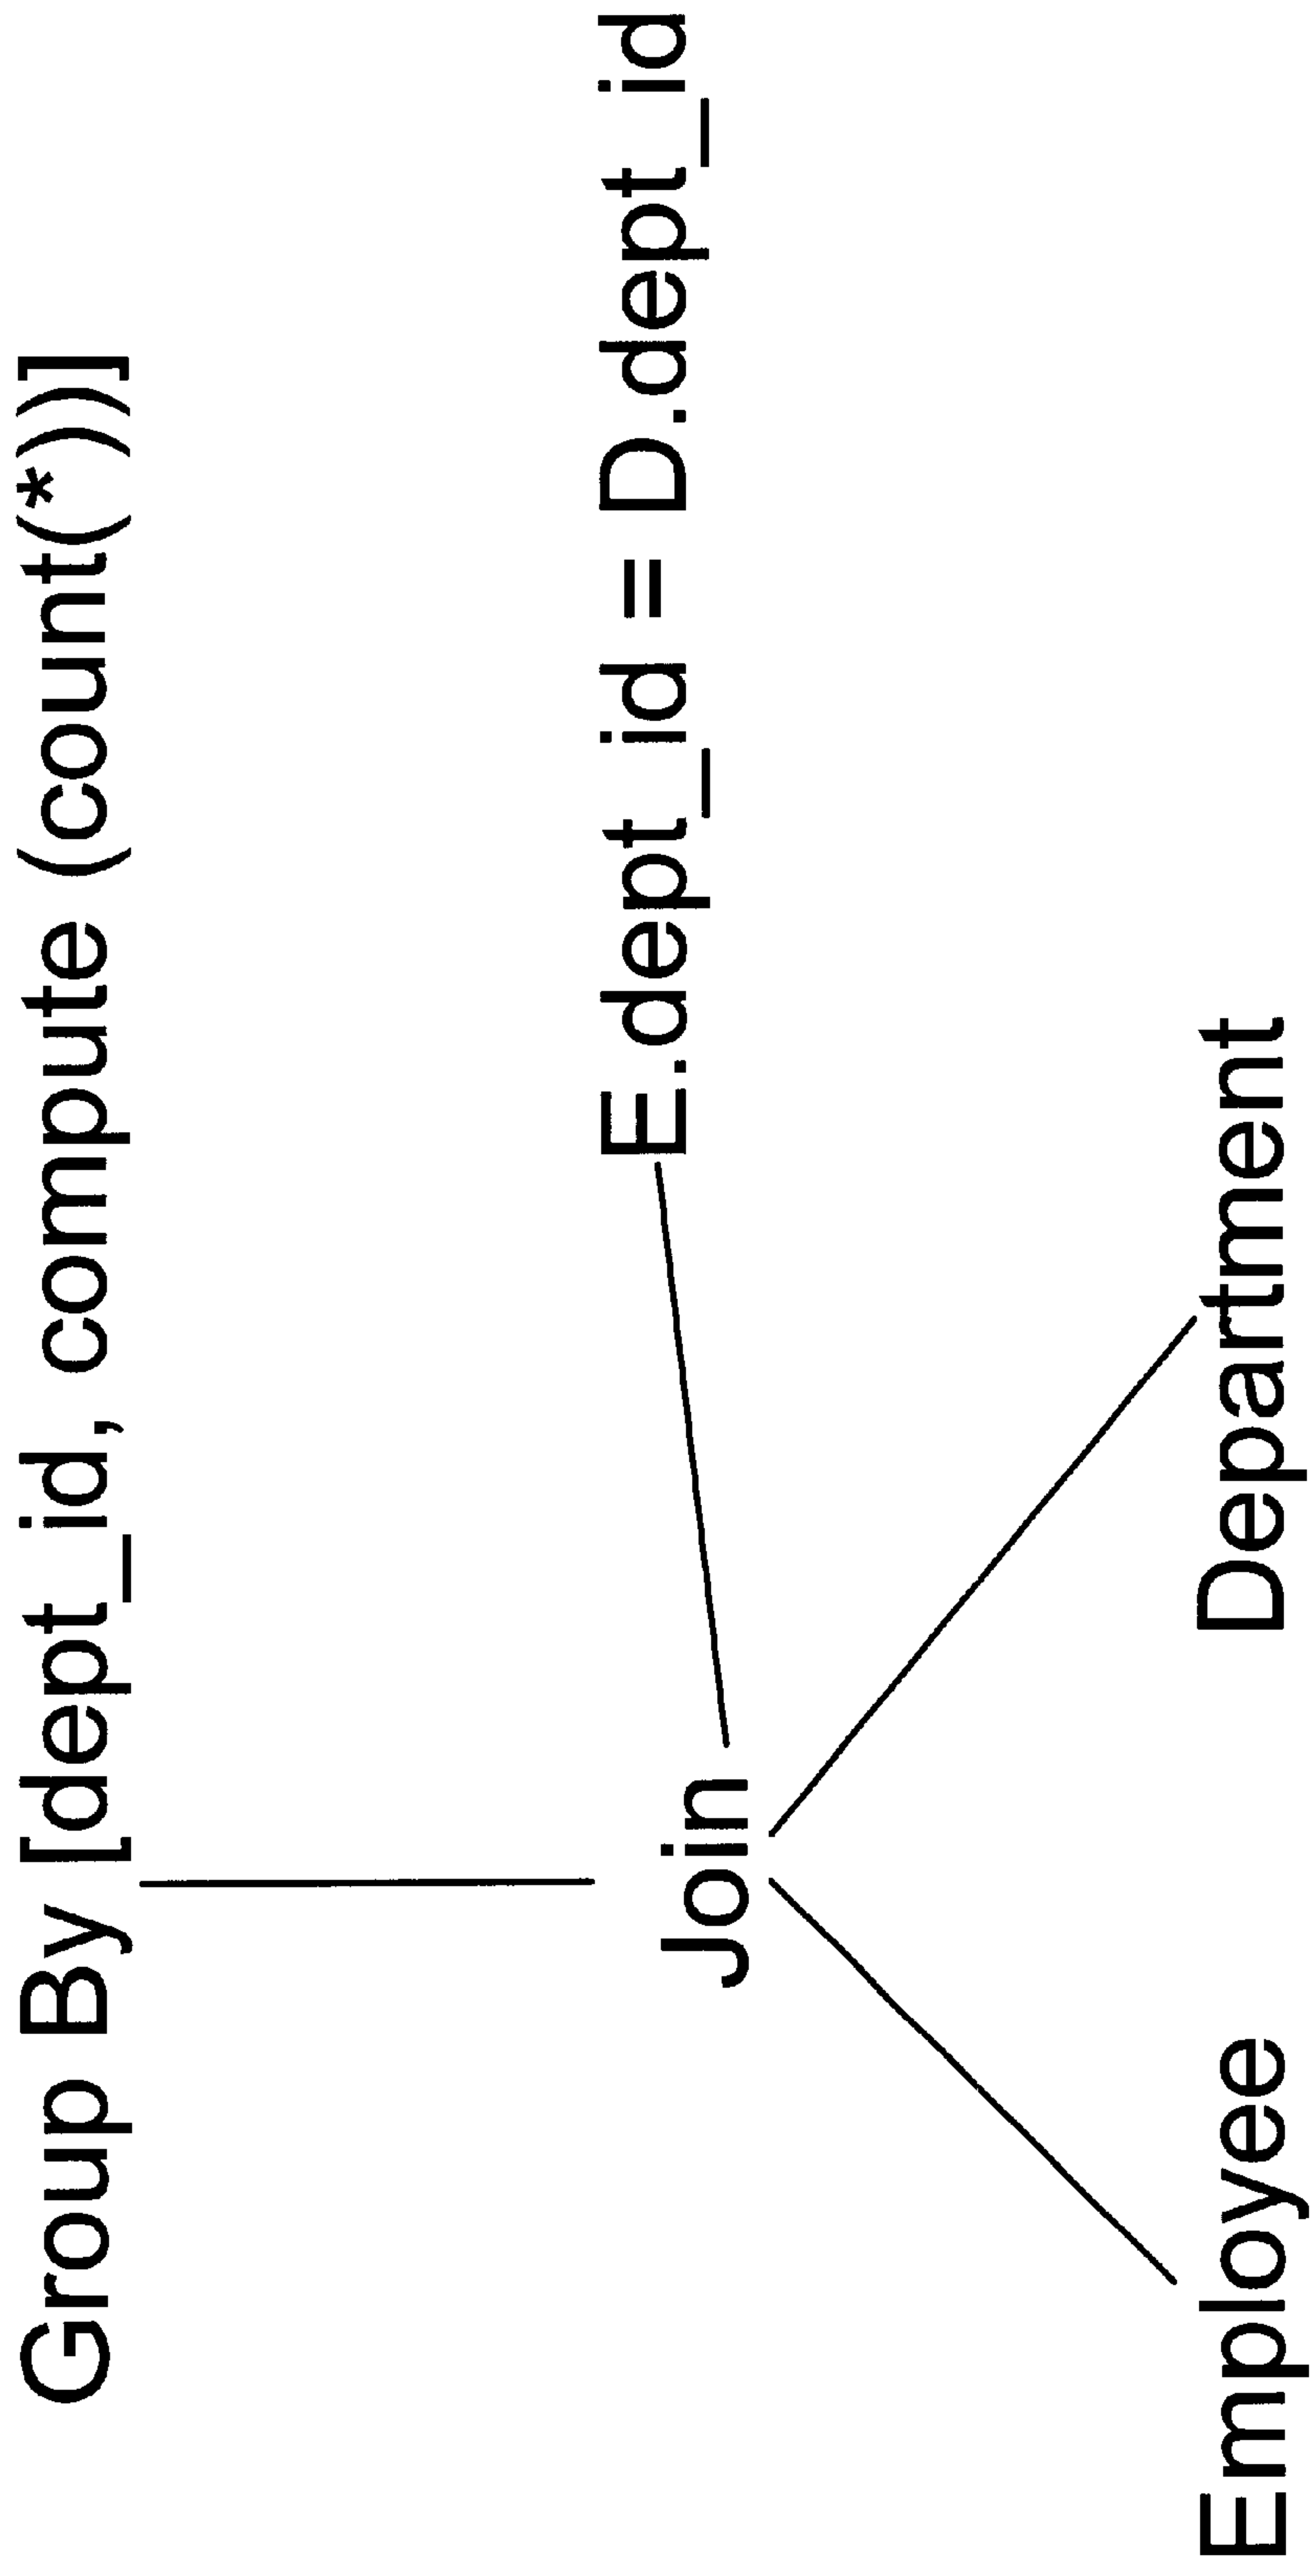 Group By [dept_id, compute (count(*))]
E.dept_id = D.dept_id
Join
Employee
Department